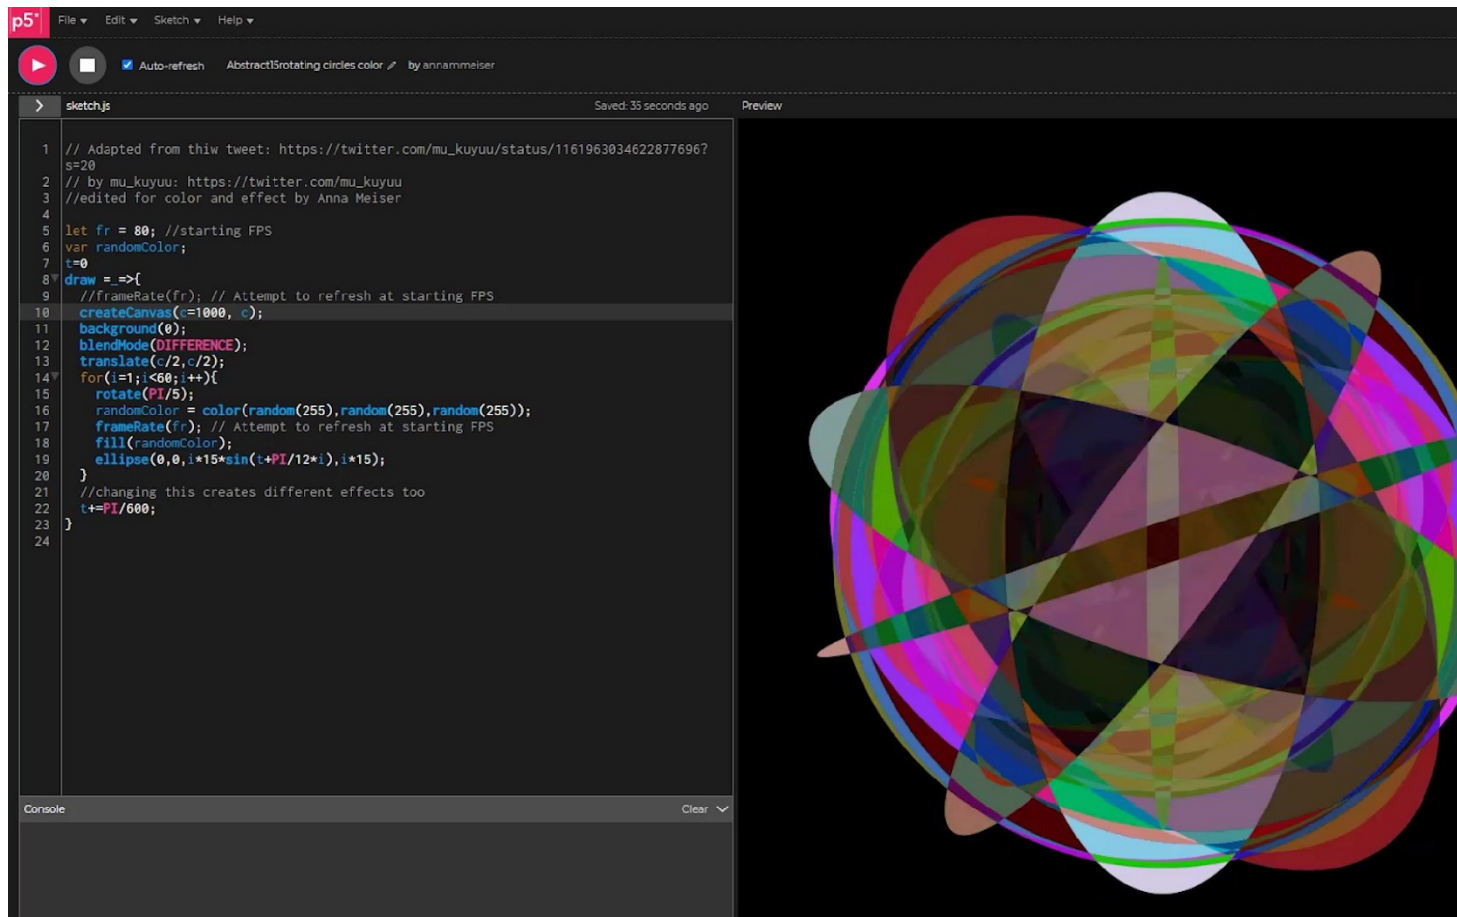 p5* File Edit Sketch Help
Auto-refresh Abstract15rotating circles color by annammeiser
sketch.js Saved: 35 seconds ago Preview
1 // Adapted from thiw tweet: https://twitter.com/mu_kuyuu/status/1161963034622877696?
s=20
2 // by mu_kuyuu: https://twitter.com/mu_kuyuu
3 //edited for color and effect by Anna Meiser
4
5 let fr = 80; //starting FPS
6 var randomColor;
7 t=0
8 draw =_=>{
9 //frameRate(fr); // Attempt to refresh at starting FPS
10 createCanvas(c=1000, c);
11 background(0);
12 blendMode(DIFFERENCE);
13 translate(c/2,c/2);
14 for(i=1;i<60;i++){
15 rotate(PI/5);
16 randomColor = color(random(255),random(255),random(255));
17 frameRate(fr); // Attempt to refresh at starting FPS
18 fill(randomColor);
19 ellipse(0,0,i*15*sin(t+PI/12*i),i*15);
20 }
21 //changing this creates different effects too
22 t+=PI/600;
23 }
24
Console Clear